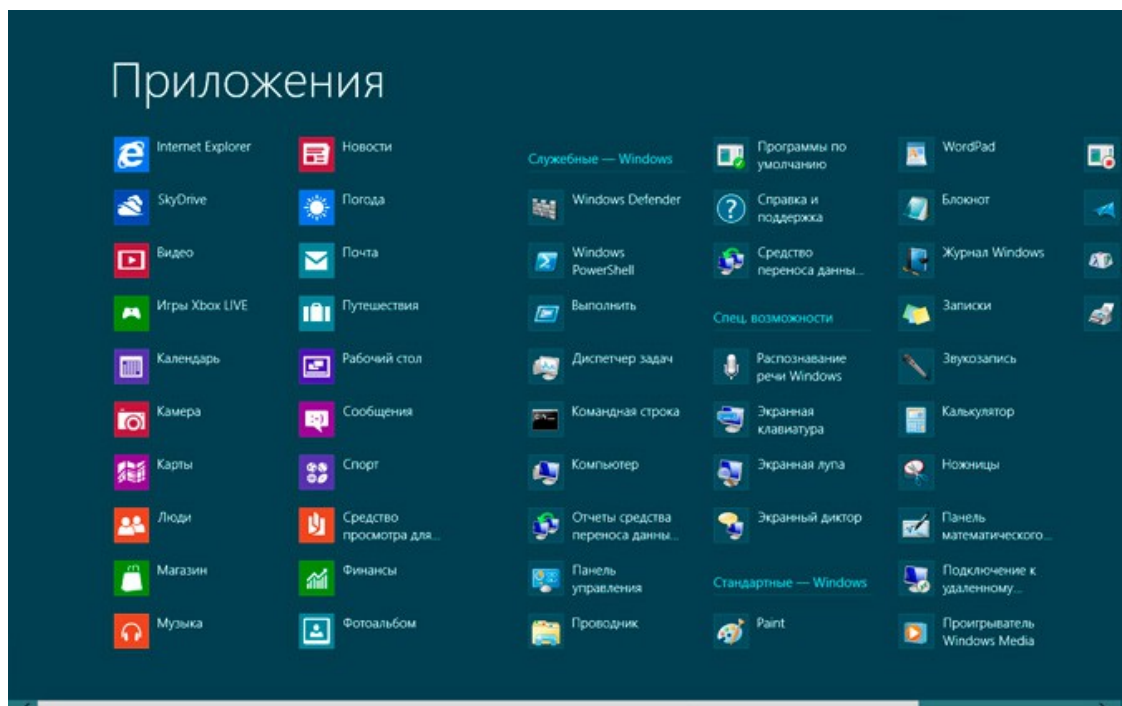 Приложения
Internet Explorer
SkyDrive
Видео
Игры Xbox LIVE
Календарь
Камера
Карты
Люди
Магазин
Музыка
Новости
Погода
Почта
Путешествия
Рабочий стол
Сообщения
Спорт
Средство
просмотра для...
Финансы
Фотоальбом
Служебные — Windows
Windows Defender
Windows
PowerShell
Выполнить
Диспетчер задач
Командная строка
Компьютер
Отчеты средства
переноса данны...
Панель
управления
Проводник
Программы по
умолчанию
Справка и
поддержка
Средство
переноса данны...
Спец. возможности
Распознавание
речи Windows
Экранная
клавиатура
Экранная лупа
Экранный диктор
Стандартные — Windows
Paint
WordPad
Блокнот
Журнал Windows
Записки
Звукозапись
Калькулятор
Ножницы
Панель
математического...
Подключение к
удаленному...
Проигрыватель
Windows Media